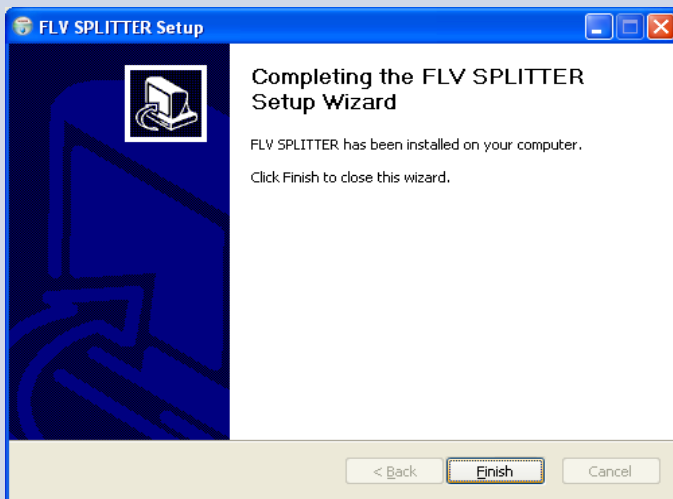 FLV SPLITTER Setup
Completing the FLV SPLITTER
Setup Wizard
FLV SPLITTER has been installed on your computer.
Click Finish to close this wizard.
< Back
Finish
Cancel